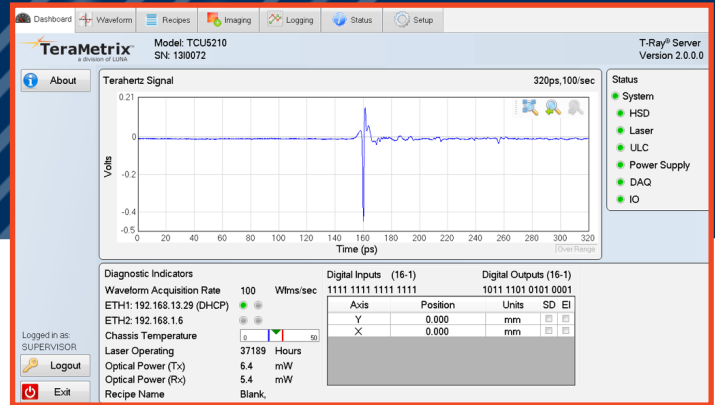 Dashboard Waveform Recipes Imaging Logging Status Setup
TeraMetrix™
a division of LUNA
Model: TCU5210
SN: 13I0072
T-Ray® Server
Version 2.0.0.0
About
Terahertz Signal 320ps,100/sec
0.21
0
-0.2
-0.4
-0.5
Volts
0 20 40 60 80 100 120 140 160 180 200 220 240 260 280 300 320
Time (ps)
Over Range
Status
System
HSD
Laser
ULC
Power Supply
DAQ
IO
Diagnostic Indicators
Waveform Acquisition Rate 100 Wfms/sec
ETH1: 192.168.13.29 (DHCP)
ETH2: 192.168.1.6
Chassis Temperature 0 50
Laser Operating 37189 Hours
Optical Power (Tx) 6.4 mW
Optical Power (Rx) 5.4 mW
Recipe Name Blank,
Digital Inputs (16-1) Digital Outputs (16-1)
1111 1111 1111 1111 1011 1101 0101 0001
Axis Position Units SD EI
Y 0.000 mm
X 0.000 mm
Logged in as:
SUPERVISOR
Logout
Exit